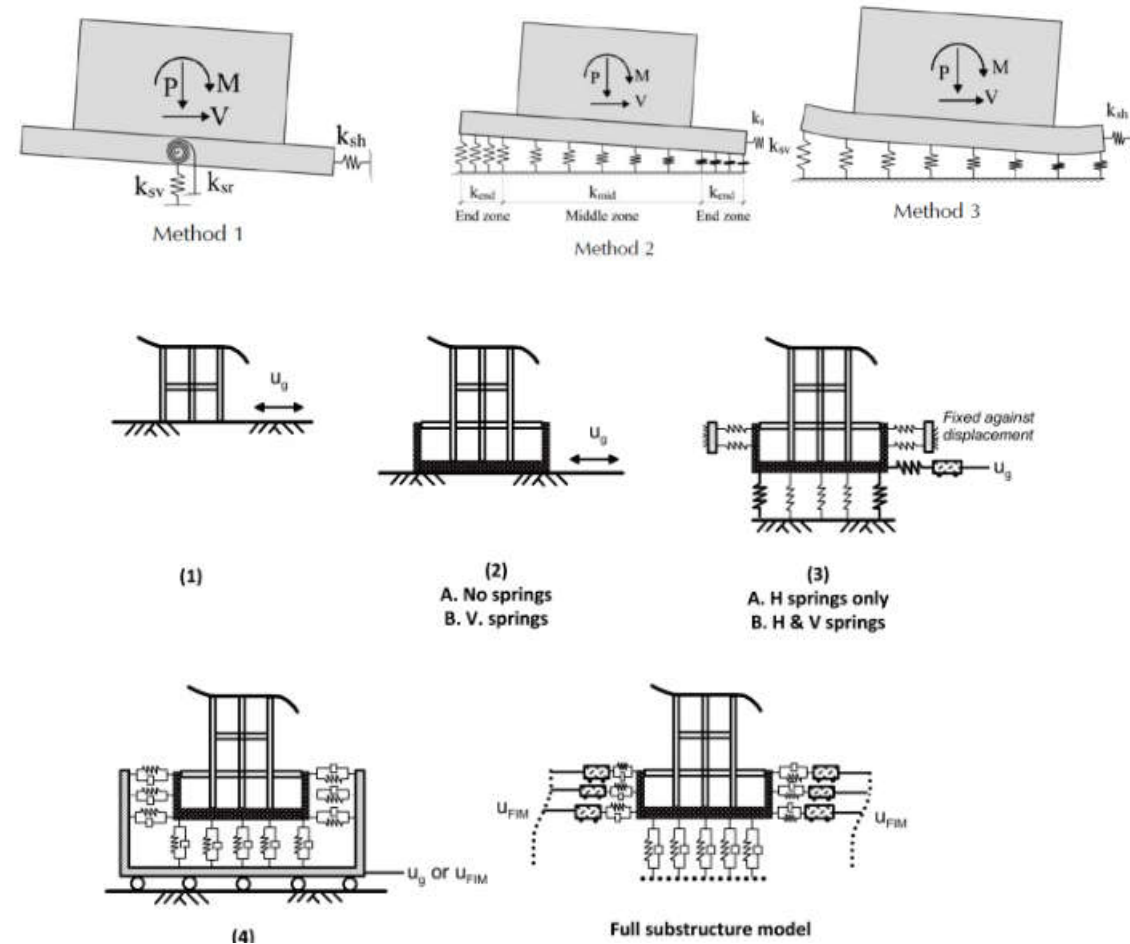 P M
V
k_sh
k_sv k_sr
Method 1
P M
V
k_s
k_sv
k_end k_mid k_end
End zone Middle zone End zone
Method 2
P M
V
k_sh
Method 3
u_g
(1)
u_g
(2)
A. No springs
B. V. springs
Fixed against
displacement
u_g
(3)
A. H springs only
B. H & V springs
u_g or u_FIM
(4)
u_FIM u_FIM
Full substructure model